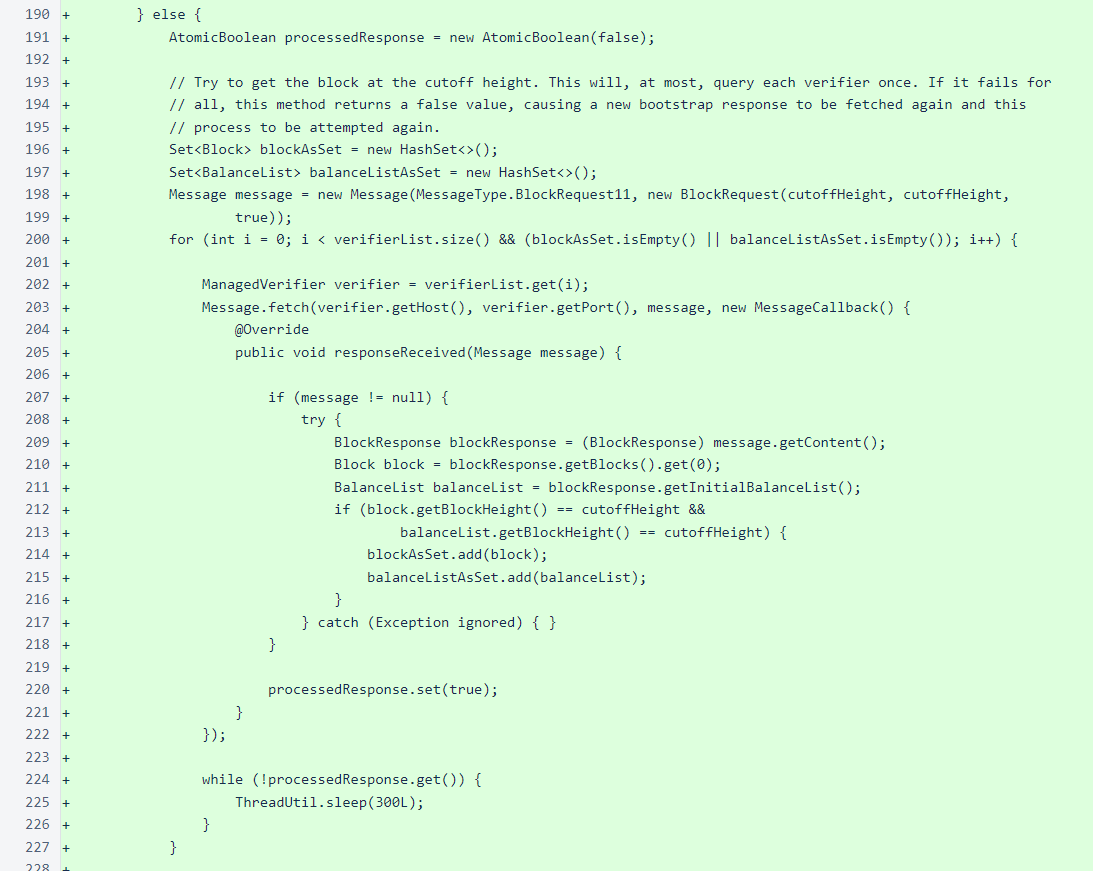 190 +        } else {
191 +            AtomicBoolean processedResponse = new AtomicBoolean(false);
192 +
193 +            // Try to get the block at the cutoff height. This will, at most, query each verifier once. If it fails for
194 +            // all, this method returns a false value, causing a new bootstrap response to be fetched again and this
195 +            // process to be attempted again.
196 +            Set<Block> blockAsSet = new HashSet<>();
197 +            Set<BalanceList> balanceListAsSet = new HashSet<>();
198 +            Message message = new Message(MessageType.BlockRequest11, new BlockRequest(cutoffHeight, cutoffHeight,
199 +                    true));
200 +            for (int i = 0; i < verifierList.size() && (blockAsSet.isEmpty() || balanceListAsSet.isEmpty()); i++) {
201 +
202 +                ManagedVerifier verifier = verifierList.get(i);
203 +                Message.fetch(verifier.getHost(), verifier.getPort(), message, new MessageCallback() {
204 +                    @Override
205 +                    public void responseReceived(Message message) {
206 +
207 +                        if (message != null) {
208 +                            try {
209 +                                BlockResponse blockResponse = (BlockResponse) message.getContent();
210 +                                Block block = blockResponse.getBlocks().get(0);
211 +                                BalanceList balanceList = blockResponse.getInitialBalanceList();
212 +                                if (block.getBlockHeight() == cutoffHeight &&
213 +                                        balanceList.getBlockHeight() == cutoffHeight) {
214 +                                    blockAsSet.add(block);
215 +                                    balanceListAsSet.add(balanceList);
216 +                                }
217 +                            } catch (Exception ignored) { }
218 +                        }
219 +
220 +                        processedResponse.set(true);
221 +                    }
222 +                });
223 +
224 +                while (!processedResponse.get()) {
225 +                    ThreadUtil.sleep(300L);
226 +                }
227 +            }
228 +